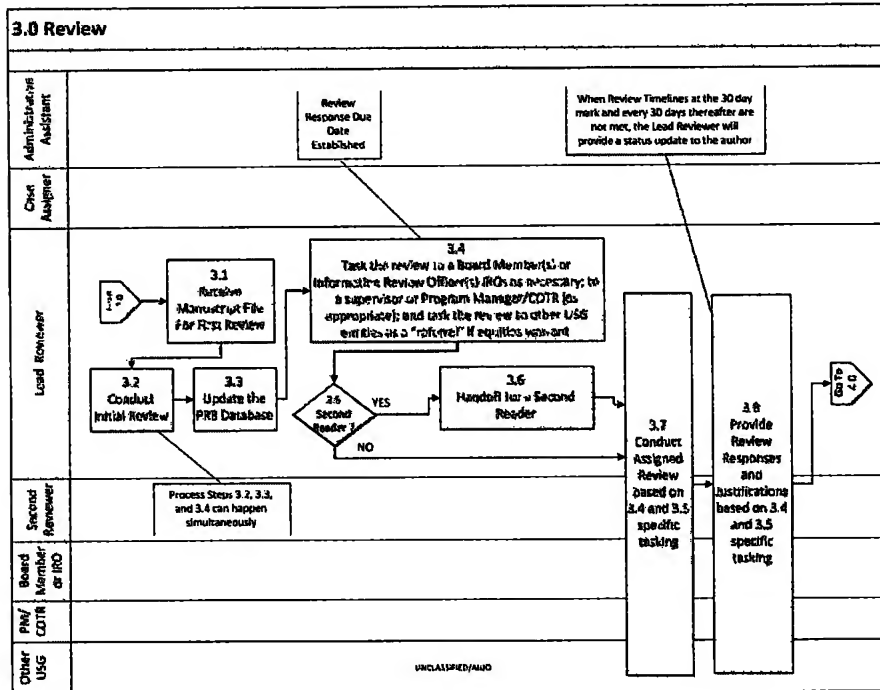 3.0 Review
Administrative
Assistant
Review
Response Due
Date
Established
When Review Timelines at the 30 day
mark and every 30 days thereafter are
not met, the Lead Reviewer will
provide a status update to the author
Case
Assigner
Lead Reviewer
3.1
Receive
Manuscript File
For First Review
3.2
Conduct
Initial Review
3.3
Update the
PRB Database
3.4
Task the review to a Board Member(s) or
Information Review Officer(s) IROs as necessary; to
a supervisor or Program Manager/COTR (as
appropriate); and task the review to other USG
entities as a "referral" if equities warrant
3.5
Second
Reader ?
YES
NO
3.6
Handoff for a Second
Reader
3.7
Conduct
Assigned
Review
based on
3.4 and 3.5
specific
tasking
3.8
Provide
Review
Responses
and
Justifications
based on 3.4
and 3.5
specific
tasking
Go To
Process Steps 3.2, 3.3,
and 3.4 can happen
simultaneously
Second
Reviewer
Board
Member
or IRO
PM/
COTR
Other
USG
UNCLASSIFIED/AIUO